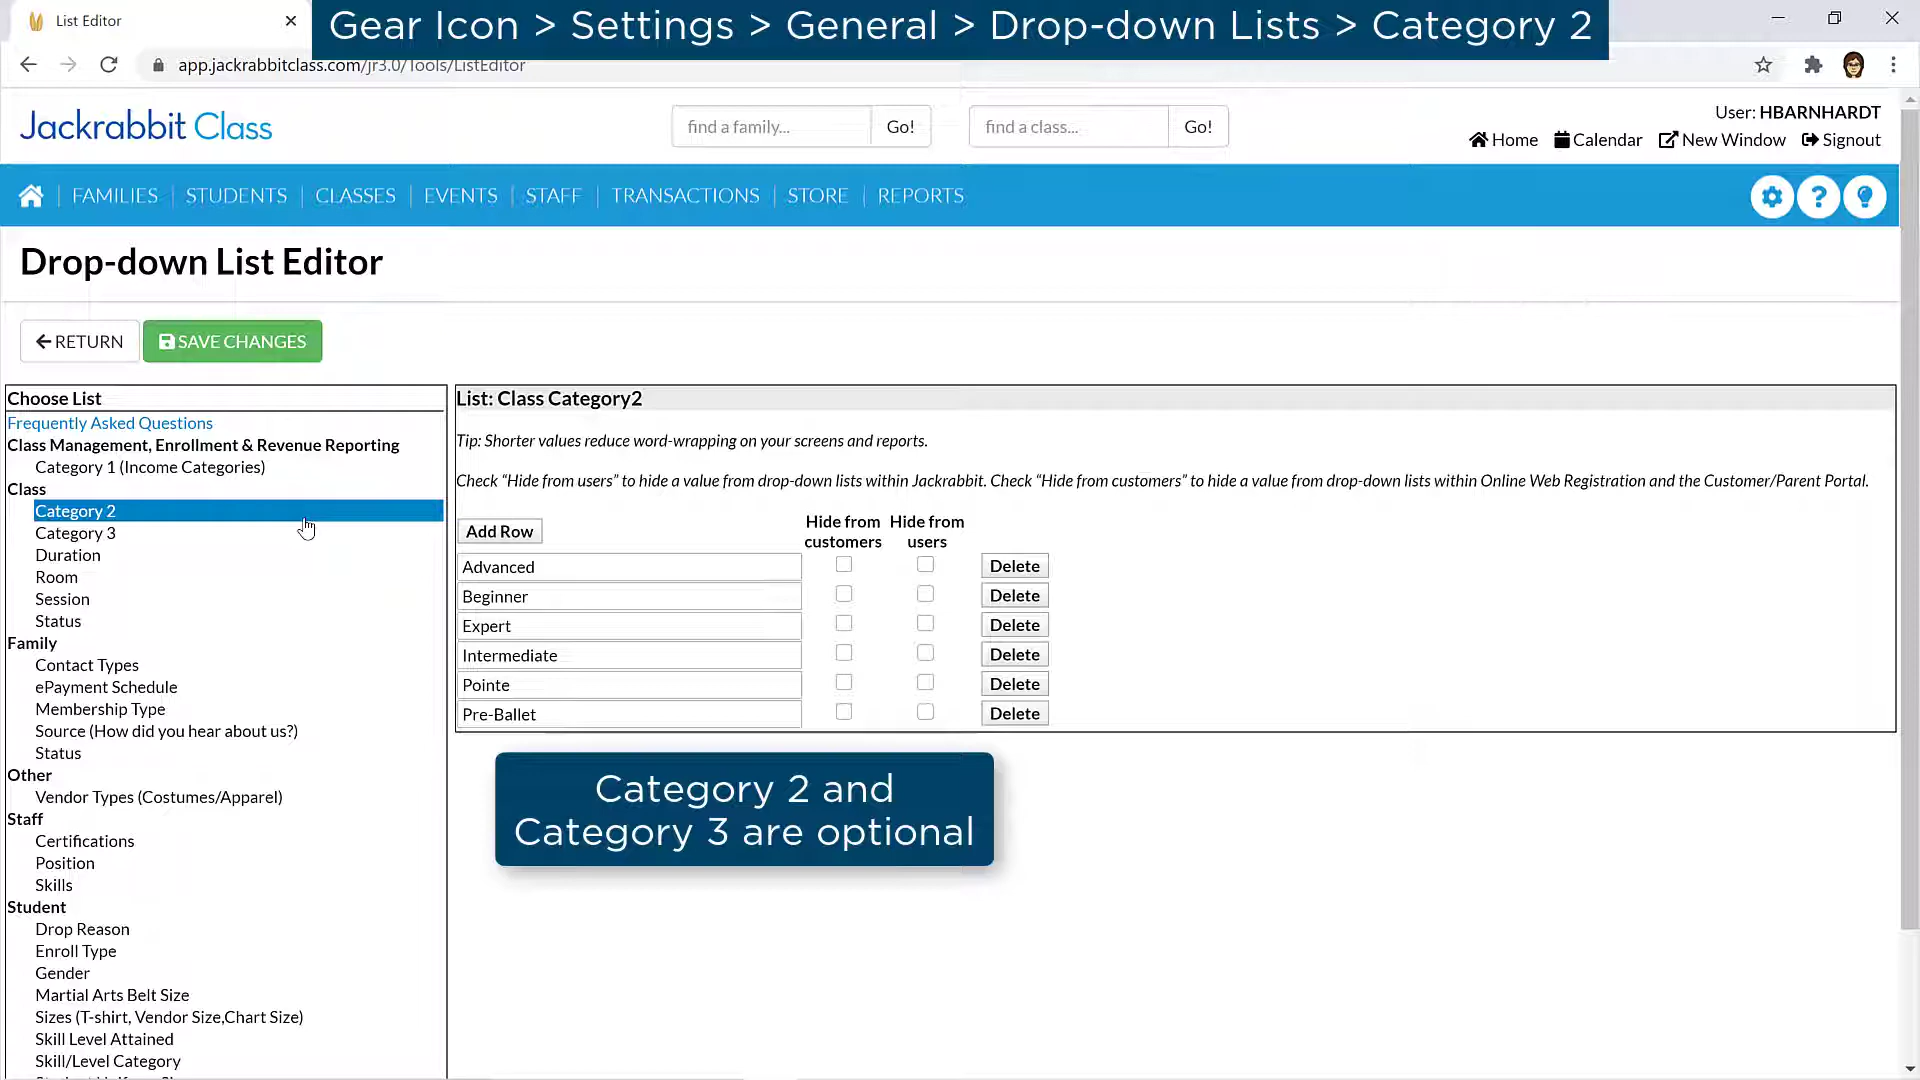 List Editor
Gear Icon > Settings > General > Drop-down Lists > Category 2
app.jackrabbitclass.com/jr3.0/Tools/ListEditor
Jackrabbit Class
find a family...
Go!
find a class...
Go!
User: HBARNHARDT
Home
Calendar
New Window
Signout
FAMILIES
STUDENTS
CLASSES
EVENTS
STAFF
TRANSACTIONS
STORE
REPORTS
?
Drop-down List Editor
RETURN
SAVE CHANGES
Choose List
Frequently Asked Questions
Class Management, Enrollment & Revenue Reporting
Category 1 (Income Categories)
Class
Category 2
Category 3
Duration
Room
Session
Status
Family
Contact Types
ePayment Schedule
Membership Type
Source (How did you hear about us?)
Status
Other
Vendor Types (Costumes/Apparel)
Staff
Certifications
Position
Skills
Student
Drop Reason
Enroll Type
Gender
Martial Arts Belt Size
Sizes (T-shirt, Vendor Size,Chart Size)
Skill Level Attained
Skill/Level Category
List: Class Category2
Tip: Shorter values reduce word-wrapping on your screens and reports.
Check “Hide from users” to hide a value from drop-down lists within Jackrabbit. Check “Hide from customers” to hide a value from drop-down lists within Online Web Registration and the Customer/Parent Portal.
Add Row
Hide from
customers
Hide from
users
Advanced
Delete
Beginner
Delete
Expert
Delete
Intermediate
Delete
Pointe
Delete
Pre-Ballet
Delete
Category 2 and
Category 3 are optional